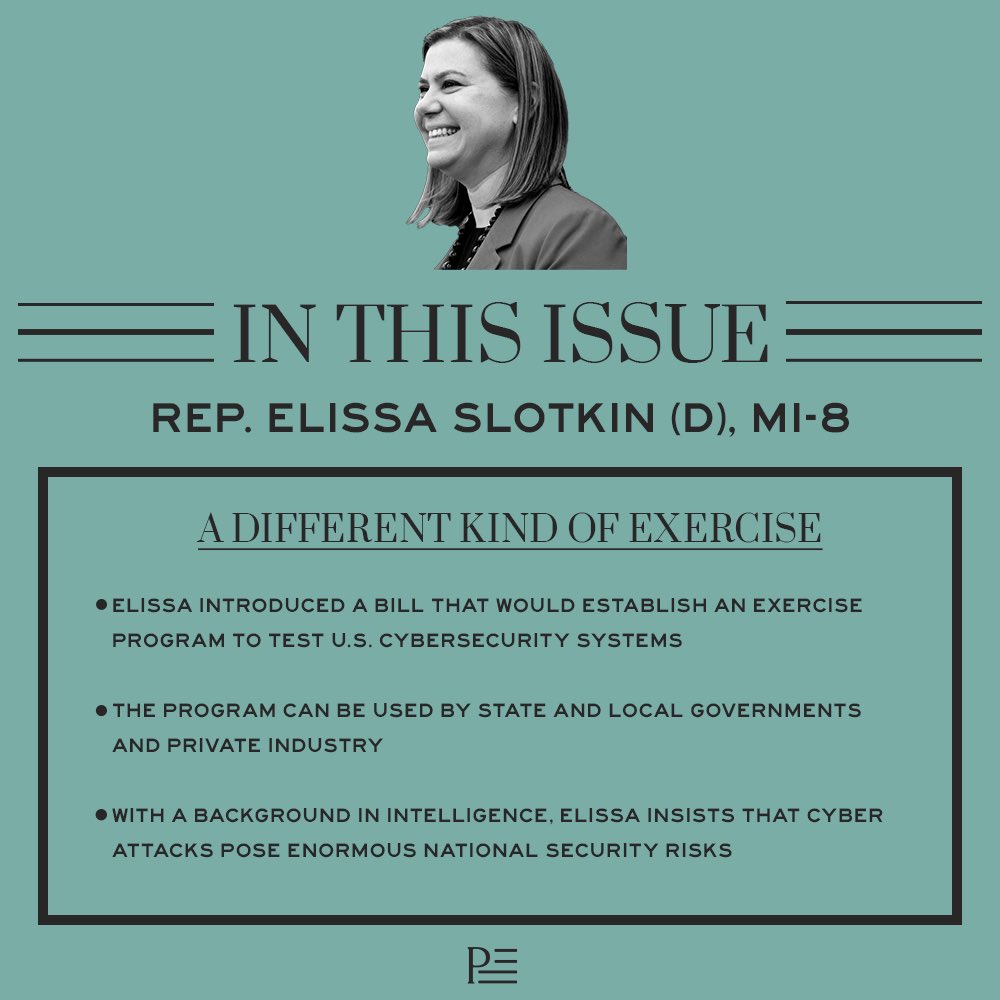 IN THIS ISSUE
REP. ELISSA SLOTKIN (D), MI-8
A DIFFERENT KIND OF EXERCISE
• ELISSA INTRODUCED A BILL THAT WOULD ESTABLISH AN EXERCISE
PROGRAM TO TEST U.S. CYBERSECURITY SYSTEMS
• THE PROGRAM CAN BE USED BY STATE AND LOCAL GOVERNMENTS
AND PRIVATE INDUSTRY
• WITH A BACKGROUND IN INTELLIGENCE, ELISSA INSISTS THAT CYBER
ATTACKS POSE ENORMOUS NATIONAL SECURITY RISKS
P